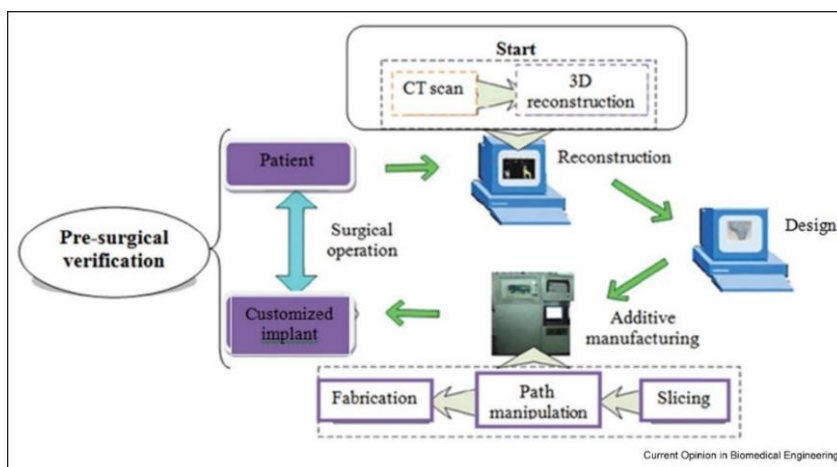 Start
CT scan
3D
reconstruction
Patient
Reconstruction
Pre-surgical
verification
Surgical
operation
Design
Customized
implant
Additive
manufacturing
Fabrication
Path
manipulation
Slicing
Current Opinion in Biomedical Engineering